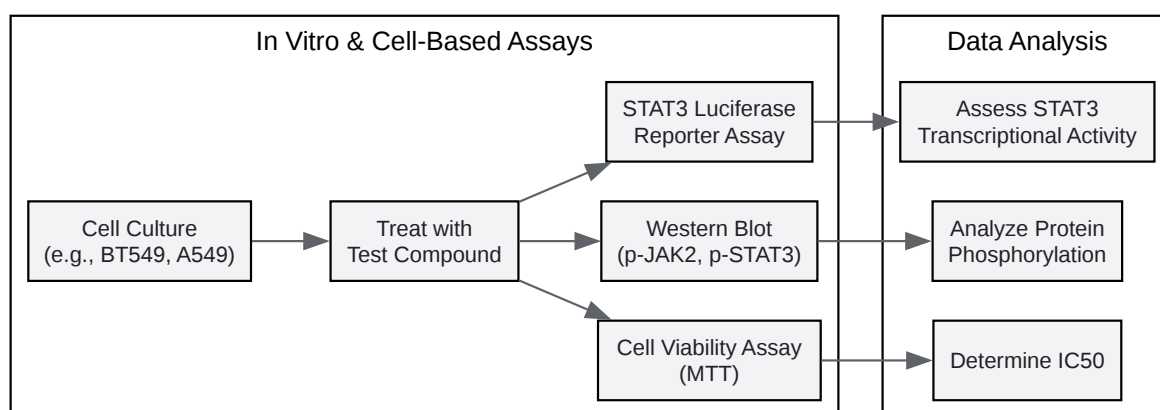 In Vitro & Cell-Based Assays
Data Analysis
STAT3 Luciferase
Reporter Assay
Assess STAT3
Transcriptional Activity
Cell Culture
(e.g., BT549, A549)
Treat with
Test Compound
Western Blot
(p-JAK2, p-STAT3)
Analyze Protein
Phosphorylation
Cell Viability Assay
(MTT)
Determine IC50